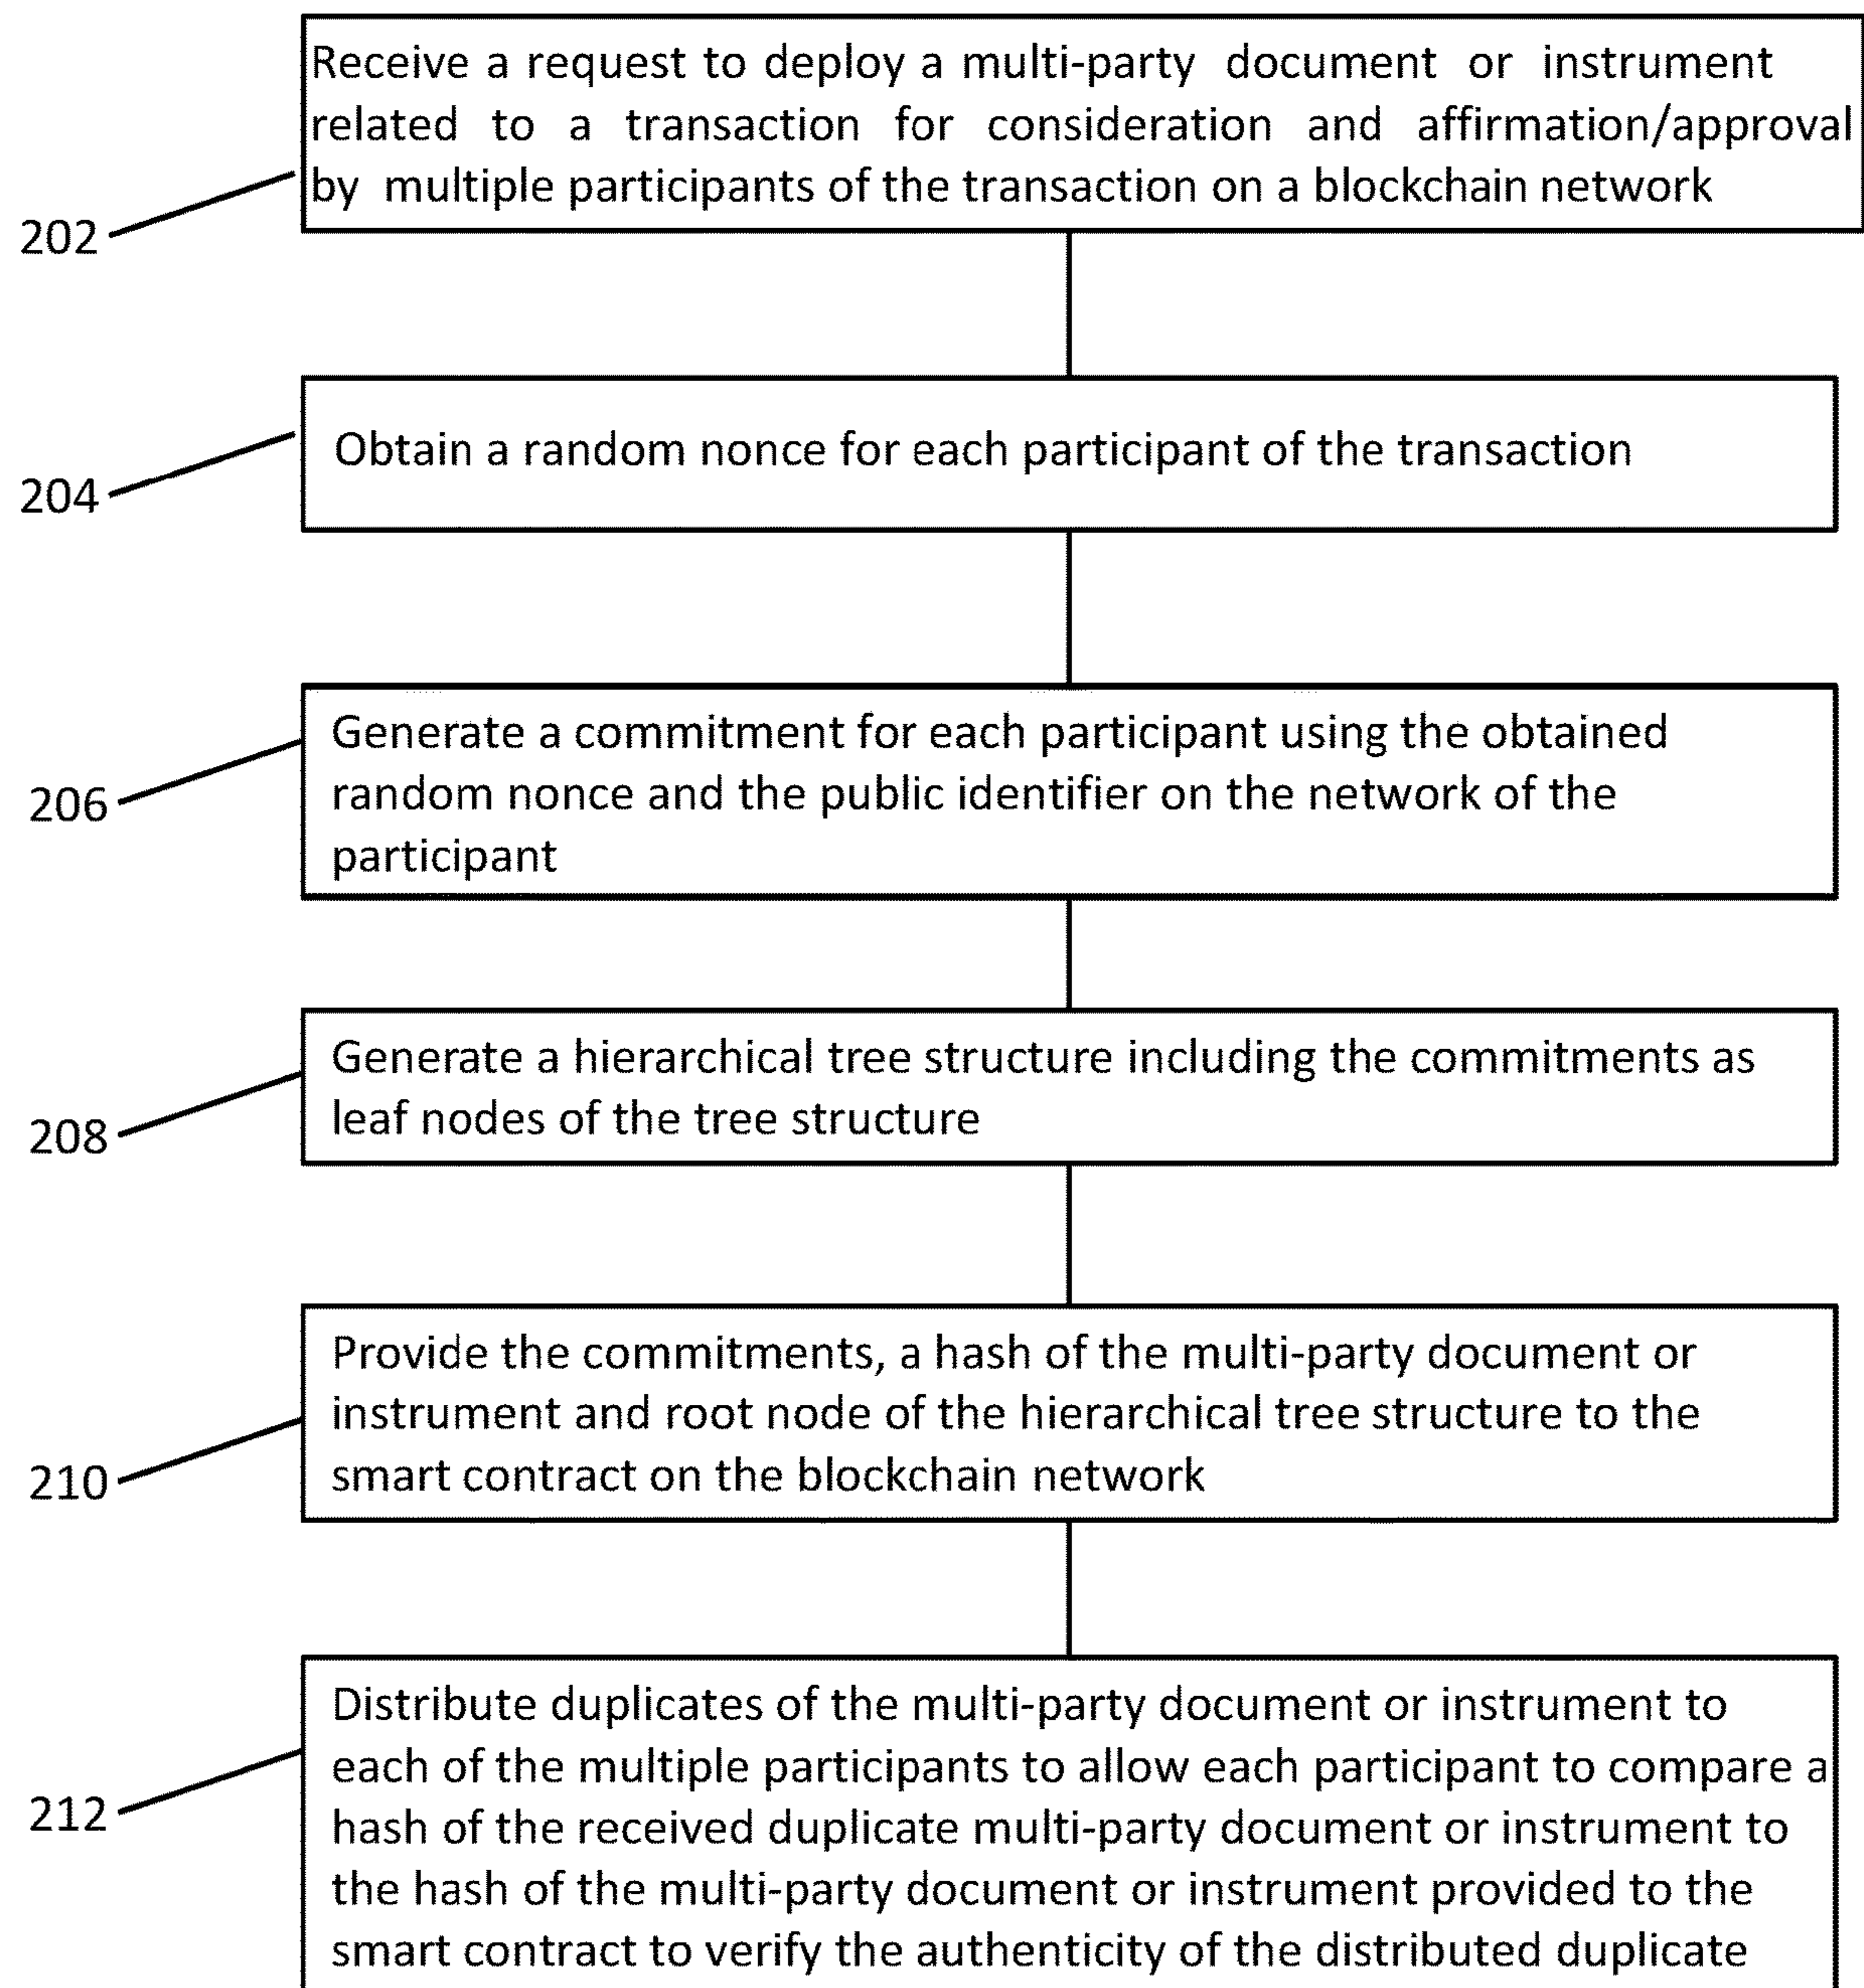 Receive a request to deploy a multi-party document or instrument
related to a transaction for consideration and affirmation/approval
by multiple participants of the transaction on a blockchain network
202
Obtain a random nonce for each participant of the transaction
204
Generate a commitment for each participant using the obtained
random nonce and the public identifier on the network of the
participant
206
Generate a hierarchical tree structure including the commitments as
leaf nodes of the tree structure
208
Provide the commitments, a hash of the multi-party document or
instrument and root node of the hierarchical tree structure to the
smart contract on the blockchain network
210
Distribute duplicates of the multi-party document or instrument to
each of the multiple participants to allow each participant to compare a
hash of the received duplicate multi-party document or instrument to
the hash of the multi-party document or instrument provided to the
smart contract to verify the authenticity of the distributed duplicate
212